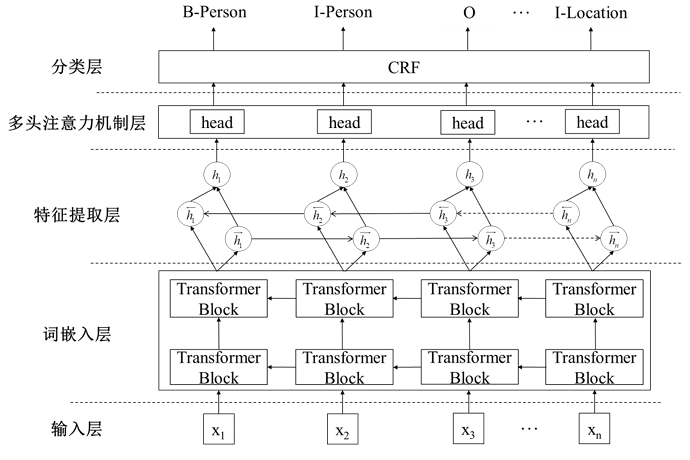 B-Person I-Person O ··· I-Location
分类层 CRF
多头注意力机制层 head head head ··· head
h₁ h₂ h₃ hₙ
特征提取层 ←h₁ ←h₂ ←h₃ ←hₙ
→h₁ →h₂ →h₃ →hₙ
Transformer Transformer Transformer Transformer
Block Block Block Block
词嵌入层
Transformer Transformer Transformer Transformer
Block Block Block Block
输入层 x₁ x₂ x₃ ··· xₙ